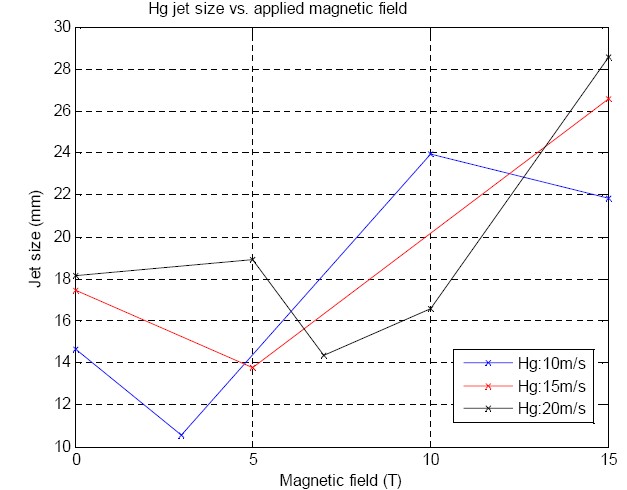 Hg jet size vs. applied magnetic field
30
28
26
24
22
20
18
16
14
12
10
Jet size (mm)
0 5 10 15
Magnetic field (T)
Hg:10m/s
Hg:15m/s
Hg:20m/s